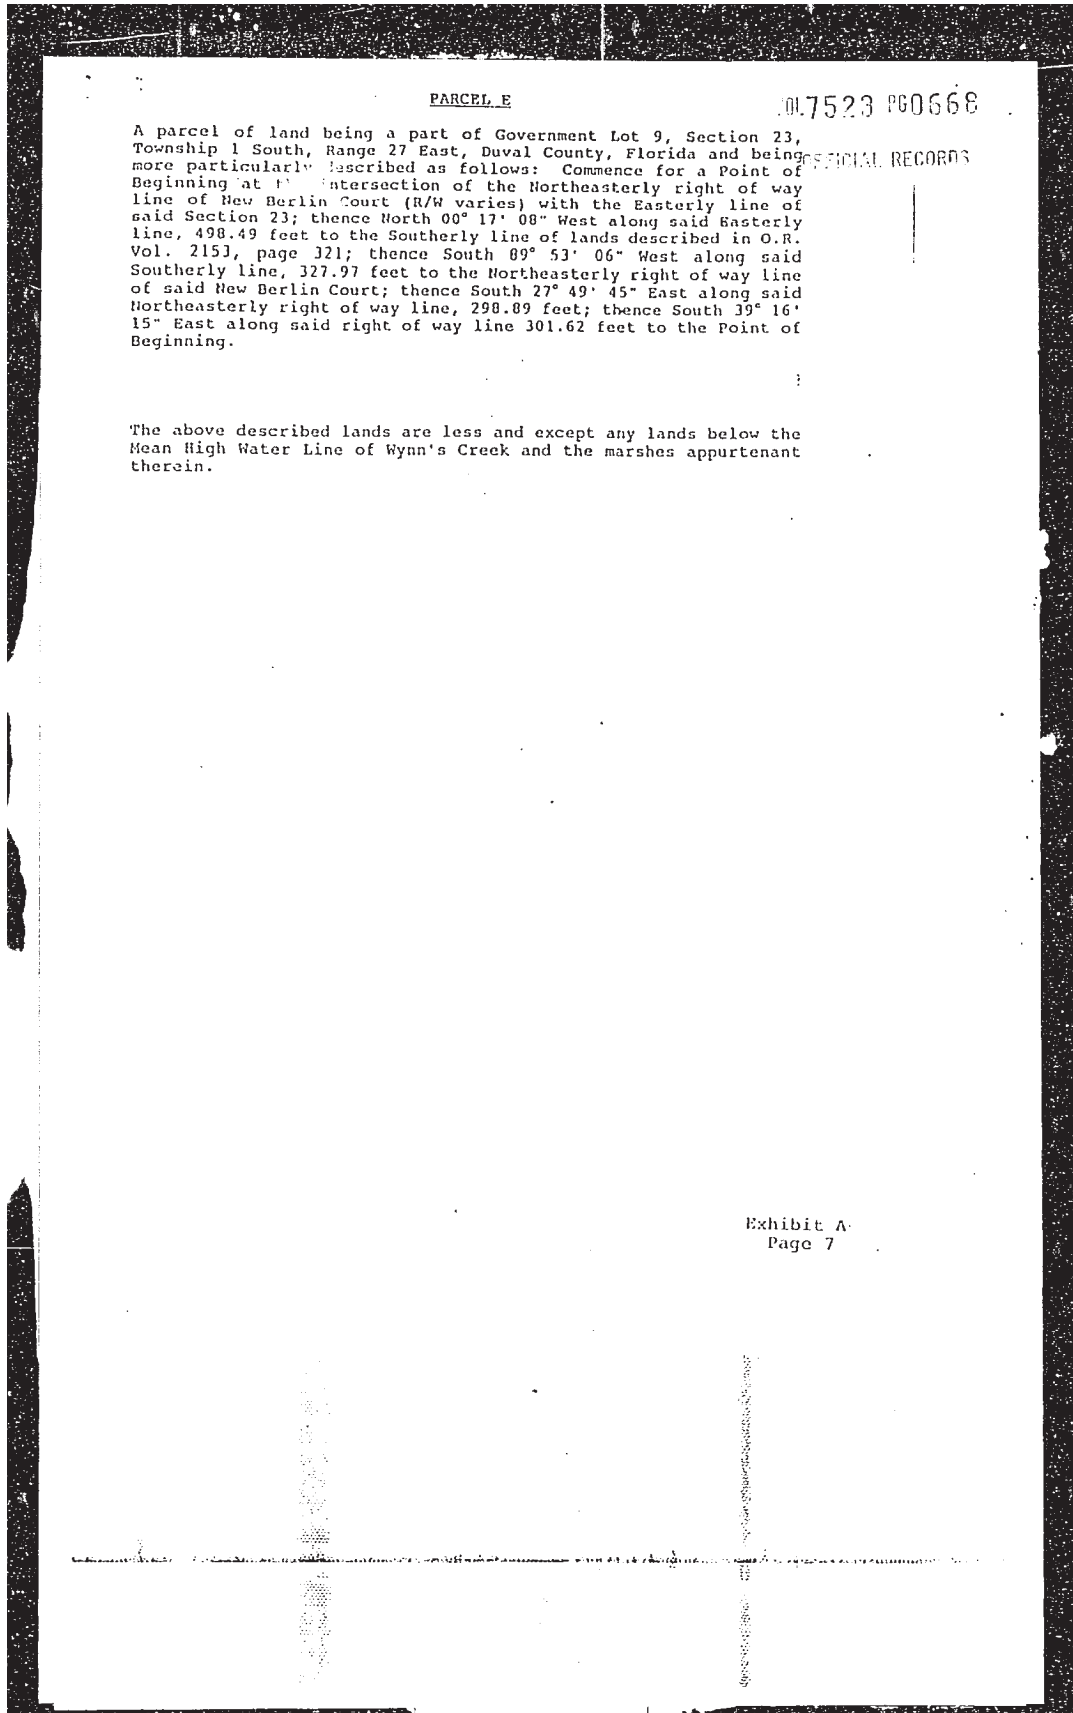 PARCEL E
VOL 7523 PG 0668
OFFICIAL RECORDS
A parcel of land being a part of Government Lot 9, Section 23,
Township 1 South, Range 27 East, Duval County, Florida and being
more particularly described as follows: Commence for a Point of
Beginning at intersection of the Northeasterly right of way
line of New Berlin Court (R/W varies) with the Easterly line of
said Section 23; thence North 00° 17' 08" West along said Easterly
line, 498.49 feet to the Southerly line of lands described in O.R.
Vol. 2153, page 321; thence South 89° 53' 06" West along said
Southerly line, 327.97 feet to the Northeasterly right of way line
of said New Berlin Court; thence South 27° 49' 45" East along said
Northeasterly right of way line, 298.89 feet; thence South 39° 16'
15" East along said right of way line 301.62 feet to the Point of
Beginning.
The above described lands are less and except any lands below the
Mean High Water Line of Wynn's Creek and the marshes appurtenant
therein.
Exhibit A
Page 7